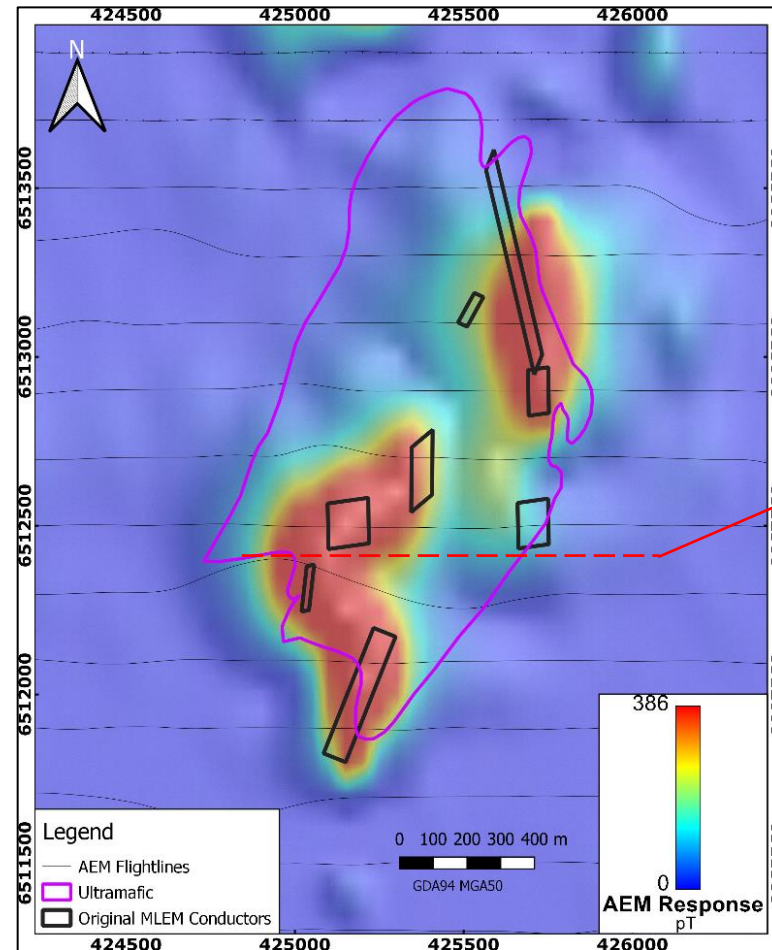 424500 425000 425500 426000
N
6513500
6513000
6512500
6512000
6511500
386
0
AEM Response
pT
Legend
AEM Flightlines
Ultramafic
Original MLEM Conductors
0 100 200 300 400 m
GDA94 MGA50
424500 425000 425500 426000